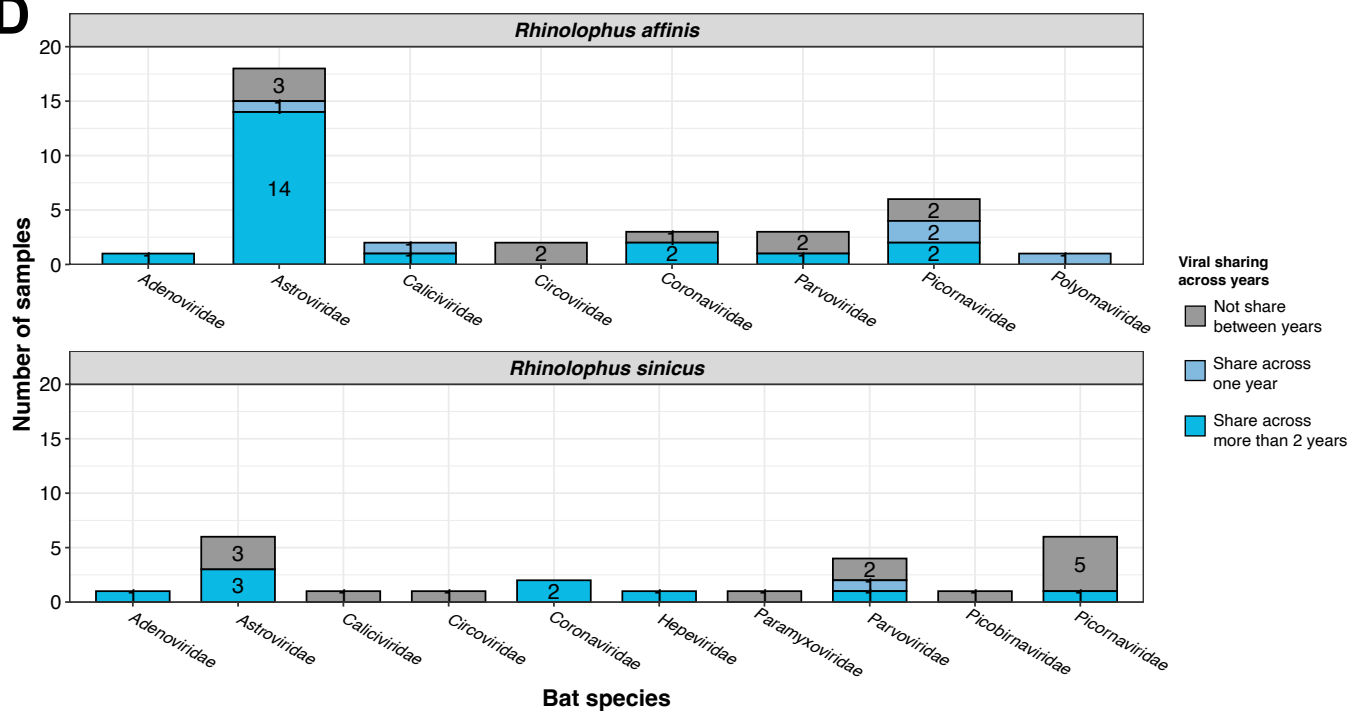 D
Rhinolophus affinis
20
15
10
5
0
3
1
14
1
1
1
2
1
2
2
1
2
2
2
1
Adenoviridae
Astroviridae
Caliciviridae
Circoviridae
Coronaviridae
Parvoviridae
Picornaviridae
Polyomaviridae
Number of samples
Rhinolophus sinicus
20
15
10
5
0
1
3
3
1
1
2
1
1
2
1
1
1
5
1
Adenoviridae
Astroviridae
Caliciviridae
Circoviridae
Coronaviridae
Hepeviridae
Paramyxoviridae
Parvoviridae
Picobirnaviridae
Picornaviridae
Bat species
Viral sharing
across years
Not share
between years
Share across
one year
Share across
more than 2 years